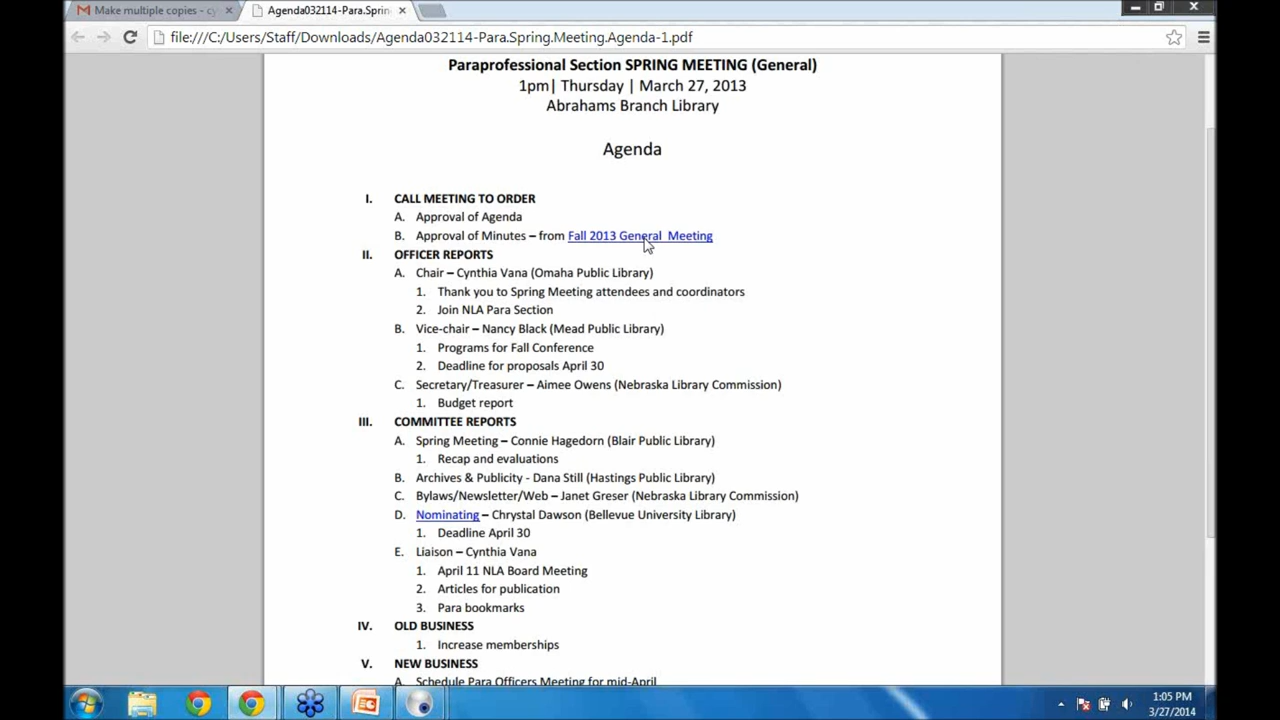 Make multiple copies - cy
Agenda032114-Para.Sprin
file:///C:/Users/Staff/Downloads/Agenda032114-Para.Spring.Meeting.Agenda-1.pdf
Paraprofessional Section SPRING MEETING (General)
1pm| Thursday | March 27, 2013
Abrahams Branch Library
Agenda
I. CALL MEETING TO ORDER
A. Approval of Agenda
B. Approval of Minutes – from Fall 2013 General Meeting
II. OFFICER REPORTS
A. Chair – Cynthia Vana (Omaha Public Library)
1. Thank you to Spring Meeting attendees and coordinators
2. Join NLA Para Section
B. Vice-chair – Nancy Black (Mead Public Library)
1. Programs for Fall Conference
2. Deadline for proposals April 30
C. Secretary/Treasurer – Aimee Owens (Nebraska Library Commission)
1. Budget report
III. COMMITTEE REPORTS
A. Spring Meeting – Connie Hagedorn (Blair Public Library)
1. Recap and evaluations
B. Archives & Publicity - Dana Still (Hastings Public Library)
C. Bylaws/Newsletter/Web – Janet Greser (Nebraska Library Commission)
D. Nominating – Chrystal Dawson (Bellevue University Library)
1. Deadline April 30
E. Liaison – Cynthia Vana
1. April 11 NLA Board Meeting
2. Articles for publication
3. Para bookmarks
IV. OLD BUSINESS
1. Increase memberships
V. NEW BUSINESS
A. Schedule Para Officers Meeting for mid-April
1:05 PM
3/27/2014